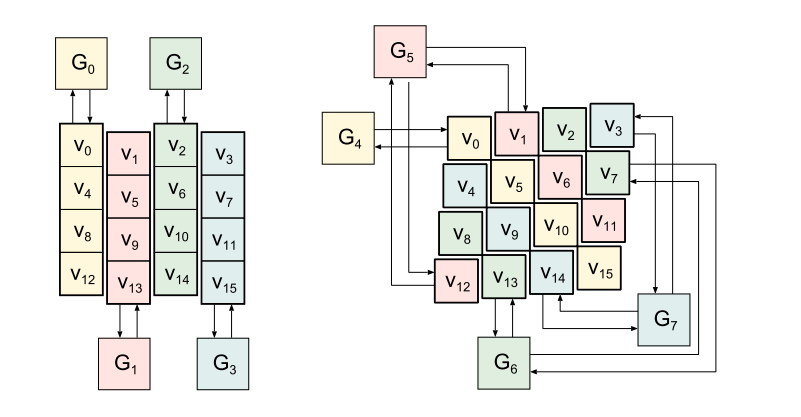 G0 G2
v0 v1 v2 v3
v4 v5 v6 v7
v8 v9 v10 v11
v12 v13 v14 v15
G1 G3
G5
G4 v0 v1 v2 v3
v4 v5 v6 v7
v8 v9 v10 v11
v12 v13 v14 v15
G7
G6